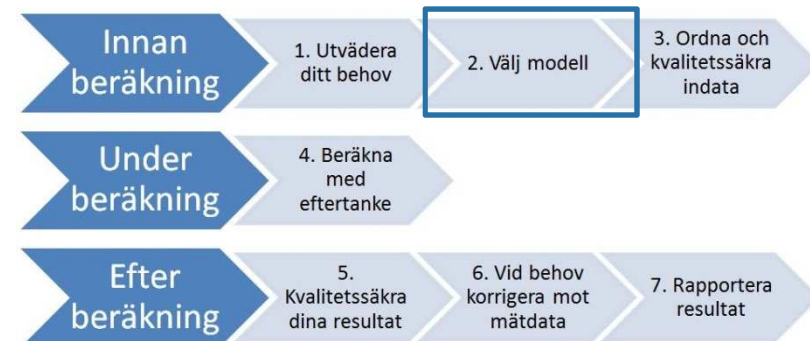 Innan
beräkning
1. Utvädera
ditt behov
2. Välj modell
3. Ordna och
kvalitetssäkra
indata
Under
beräkning
4. Beräkna
med
eftertanke
Efter
beräkning
5.
Kvalitetssäkra
dina resultat
6. Vid behov
korrigera mot
mätdata
7. Rapportera
resultat